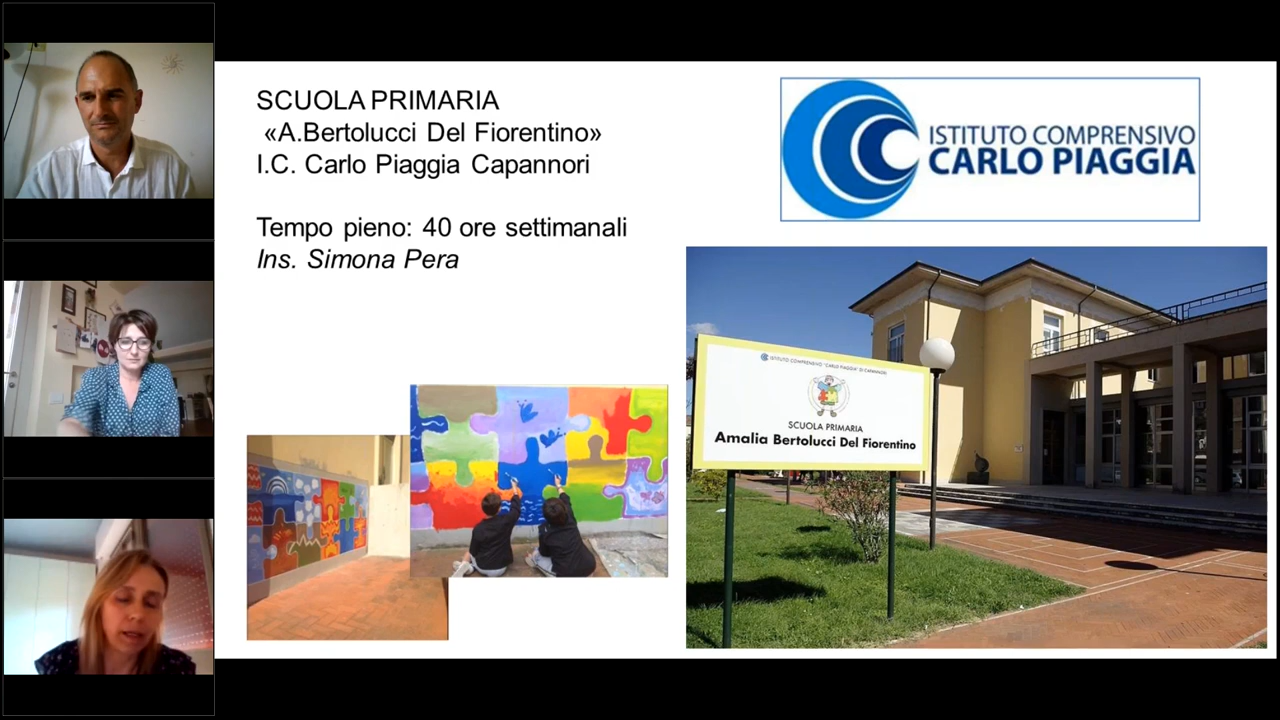 SCUOLA PRIMARIA
«A.Bertolucci Del Fiorentino»
I.C. Carlo Piaggia Capannori
Tempo pieno: 40 ore settimanali
Ins. Simona Pera
ISTITUTO COMPRENSIVO
CARLO PIAGGIA
ISTITUTO COMPRENSIVO "CARLO PIAGGIA" DI CAPANNORI
SCUOLA PRIMARIA
Amalia Bertolucci Del Fiorentino